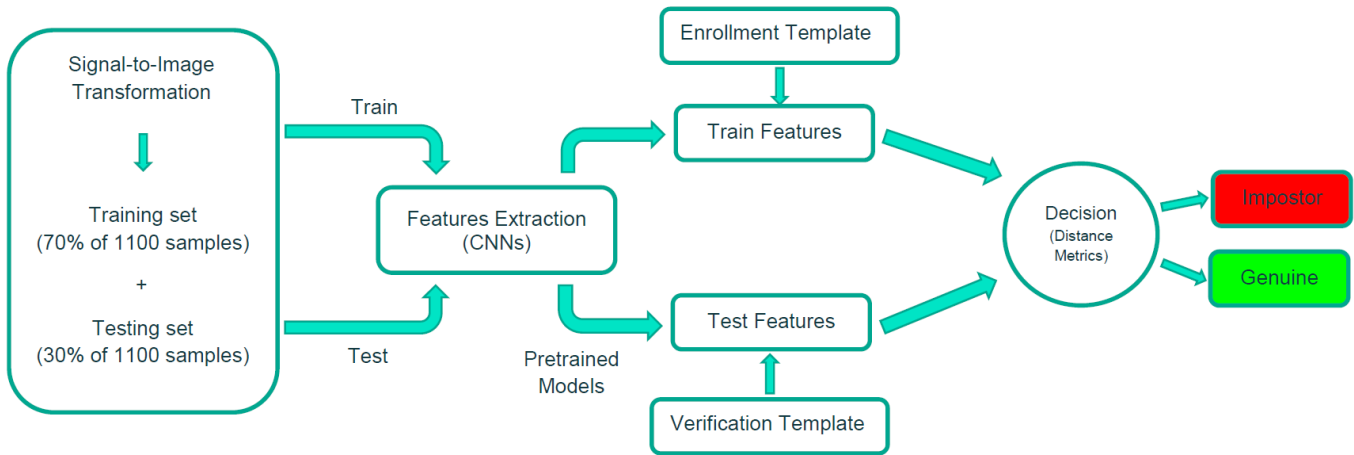 Signal-to-Image
Transformation
Training set
(70% of 1100 samples)
+
Testing set
(30% of 1100 samples)
Train
Test
Features Extraction
(CNNs)
Pretrained
Models
Enrollment Template
Train Features
Test Features
Verification Template
Decision
(Distance
Metrics)
Impostor
Genuine